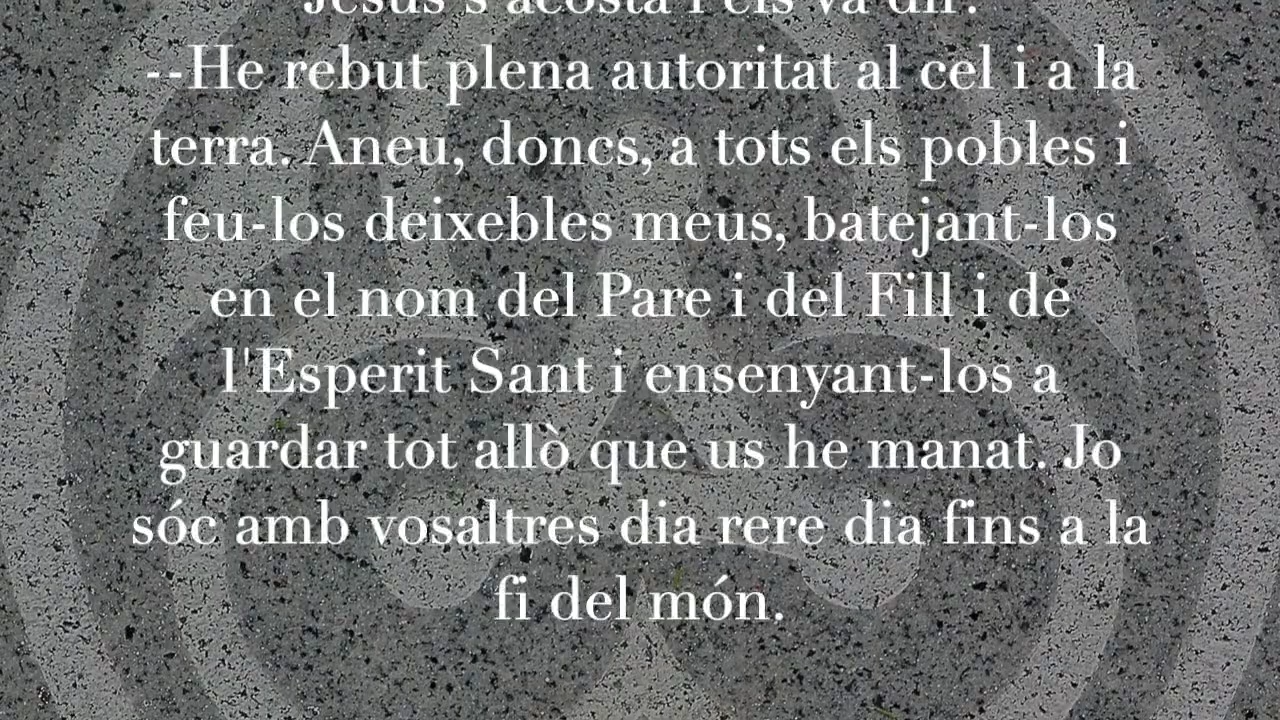 Jesús s'acostà i els va dir:
--He rebut plena autoritat al cel i a la
terra. Aneu, doncs, a tots els pobles i
feu-los deixebles meus, batejant-los
en el nom del Pare i del Fill i de
l'Esperit Sant i ensenyant-los a
guardar tot allò que us he manat. Jo
sóc amb vosaltres dia rere dia fins a la
fi del món.